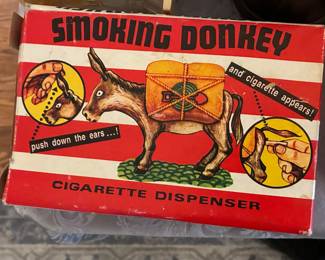 SMOKING DONKEY
push down the ears...!
and cigarette appears!
CIGARETTE DISPENSER